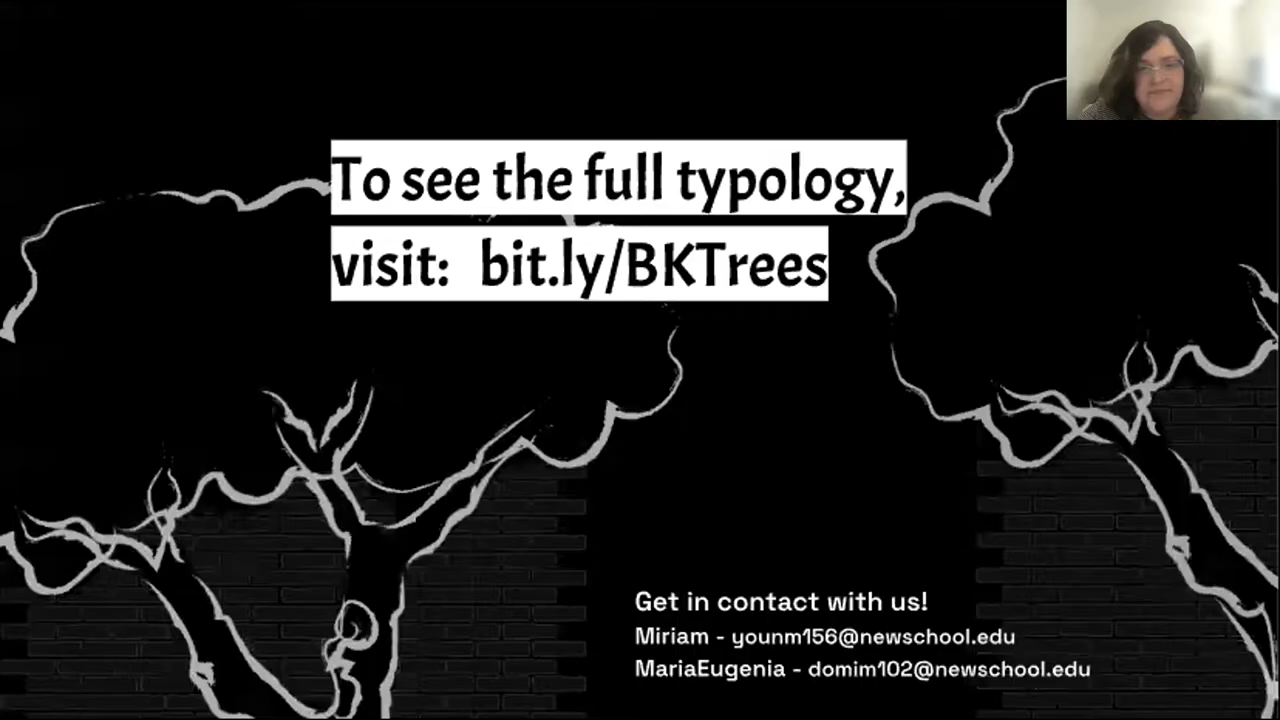 To see the full typology,
visit: bit.ly/BKTrees
Get in contact with us!
Miriam - younm156@newschool.edu
MariaEugenia - domim102@newschool.edu